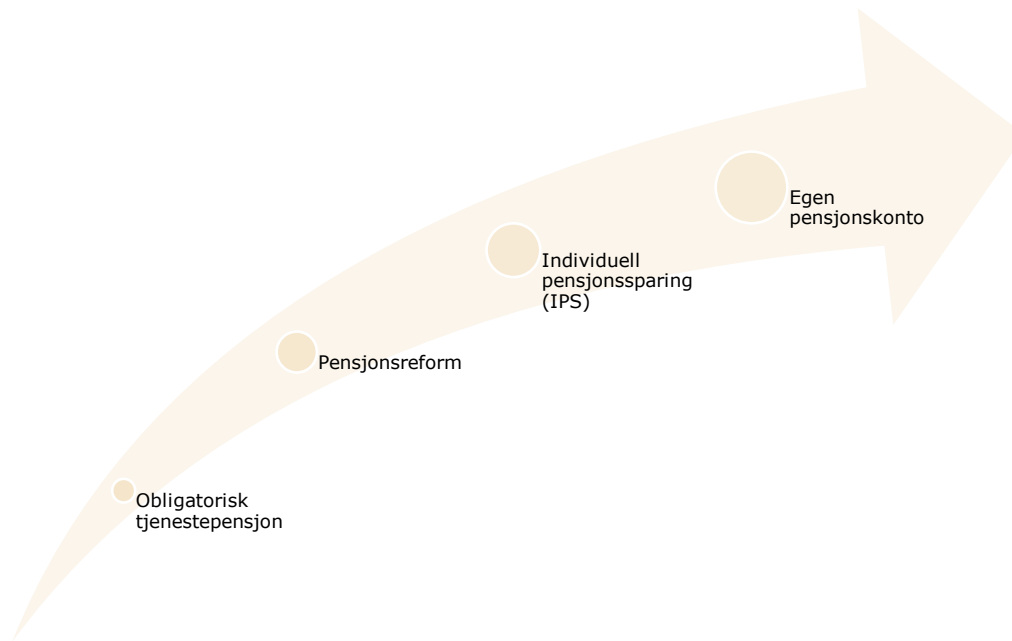 Egen
pensjonskonto
Individuell
pensjonssparing
(IPS)
Pensjonsreform
Obligatorisk
tjenestepensjon